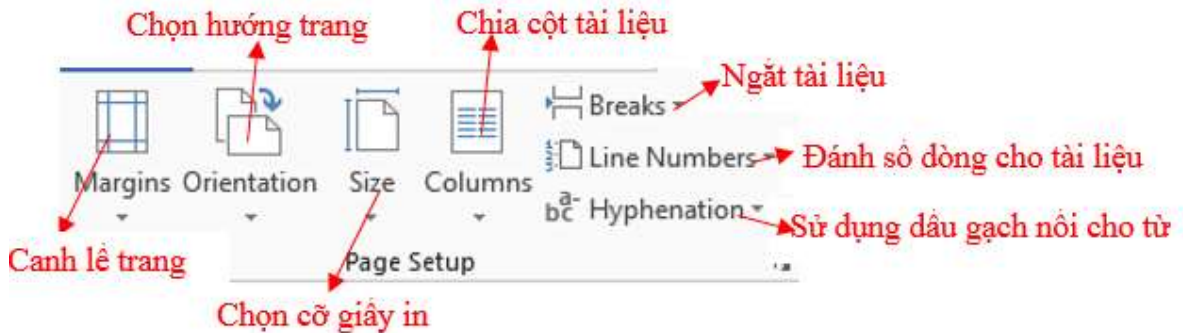 Chọn hướng trang
Chia cột tài liệu
Ngắt tài liệu
Breaks
Line Numbers
Đánh số dòng cho tài liệu
Margins Orientation Size Columns
Hyphenation
Sử dụng dấu gạch nối cho từ
Canh lề trang
Page Setup
Chọn cỡ giấy in